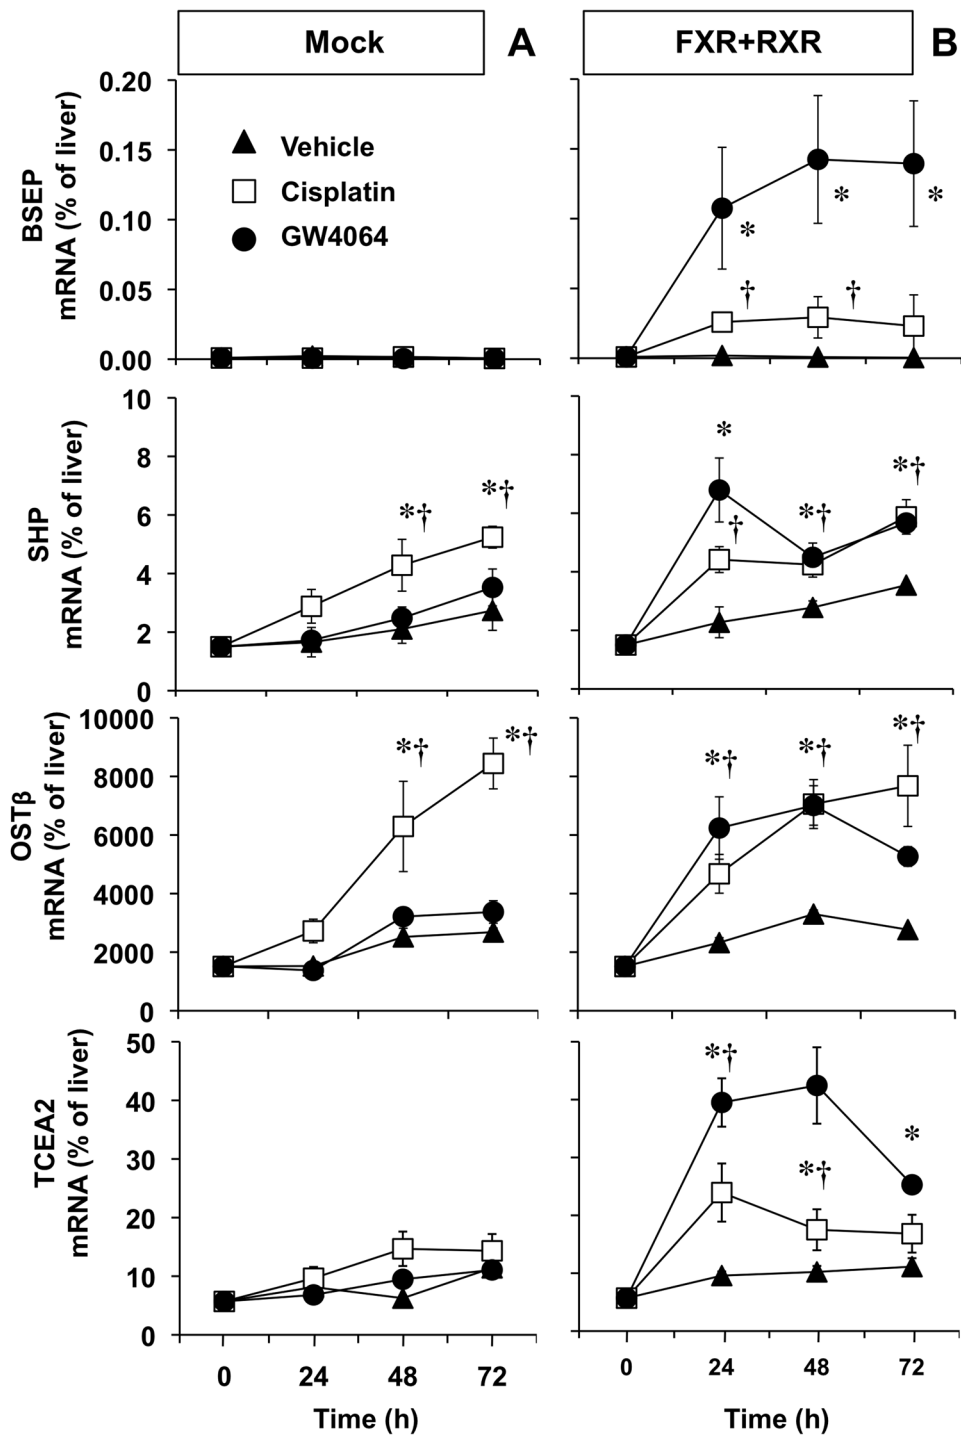 Mock
A
FXR+RXR
B
BSEP
mRNA (% of liver)
0.20
0.15
0.10
0.05
0.00
Vehicle
Cisplatin
GW4064
*
*
*
†
†
SHP
mRNA (% of liver)
10
8
6
4
2
0
*†
*†
*
†
*†
*†
OSTβ
mRNA (% of liver)
10000
8000
6000
4000
2000
0
*†
*†
*†
*†
*†
TCEA2
mRNA (% of liver)
50
40
30
20
10
0
*†
*†
*
0 24 48 72
Time (h)
0 24 48 72
Time (h)